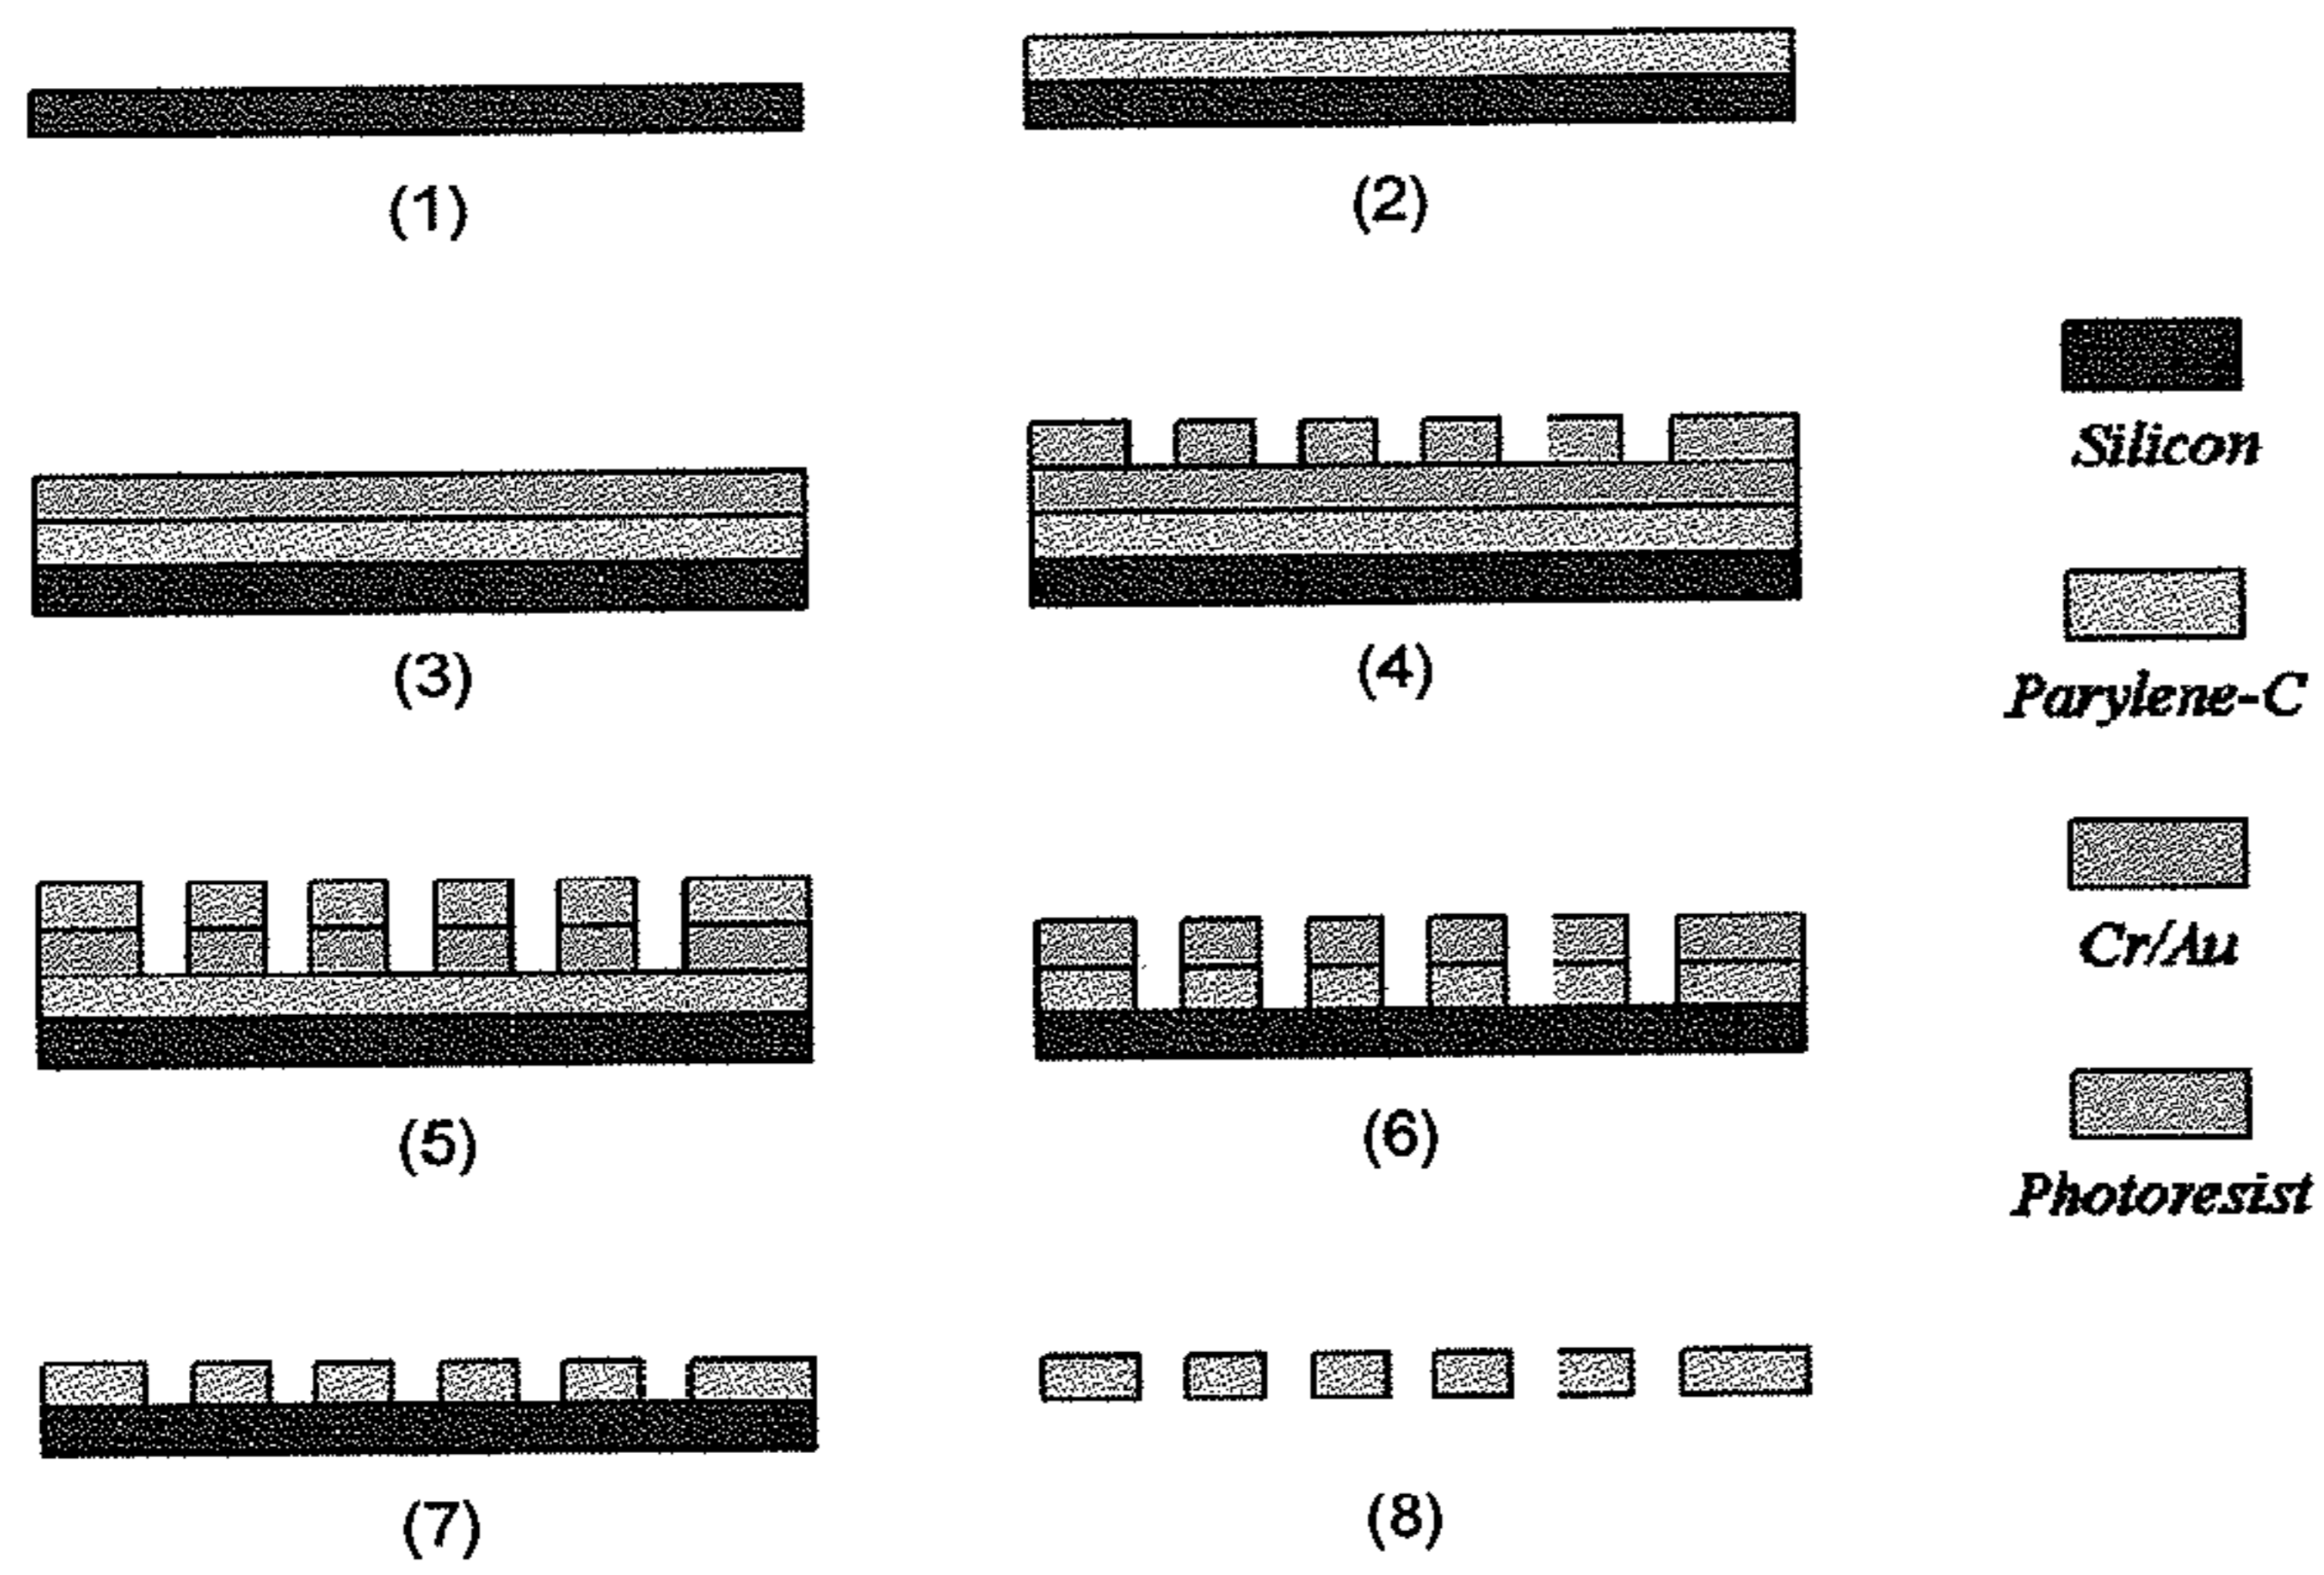 (1)
(2)
(3)
(4)
(5)
(6)
(7)
(8)
Silicon
Parylene-C
Cr/Au
Photoresist